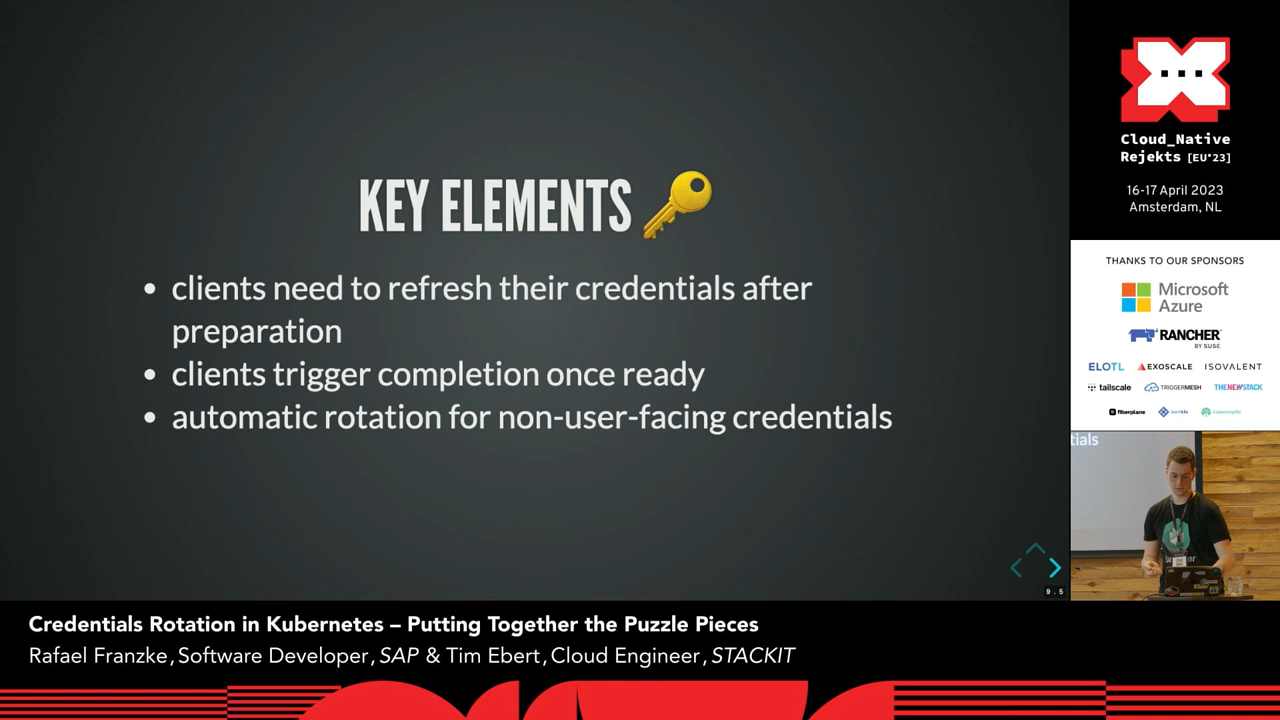 KEY ELEMENTS
clients need to refresh their credentials after
preparation
clients trigger completion once ready
automatic rotation for non-user-facing credentials
9.5
Cloud_Native
Rejekts [EU'23]
16-17 April 2023
Amsterdam, NL
THANKS TO OUR SPONSORS
Microsoft
Azure
RANCHER
BY SUSE
ELOTL EXOSCALE ISOVALENT
tailscale TRIGGERMESH THENEWSTACK
fiberplane
tials
Credentials Rotation in Kubernetes – Putting Together the Puzzle Pieces
Rafael Franzke, Software Developer, SAP & Tim Ebert, Cloud Engineer, STACKIT